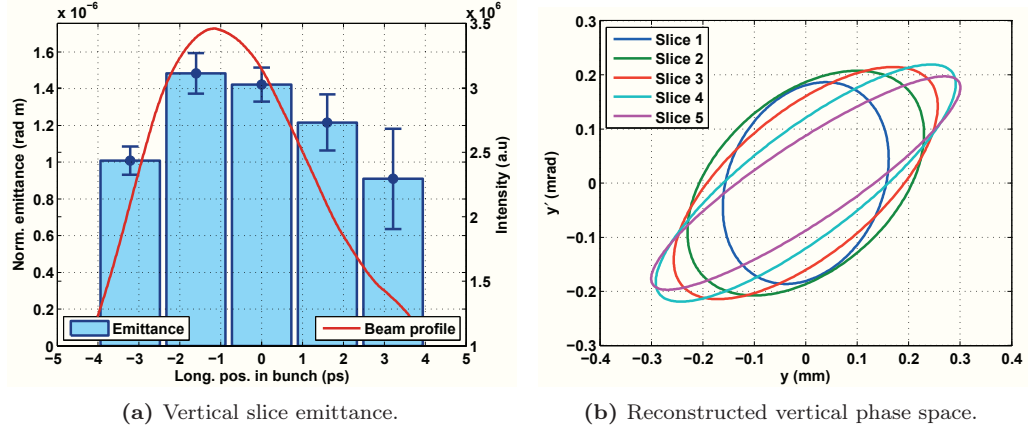 x 10⁻⁶
x 10⁶
Norm. emittance (rad m)
1.6
1.4
1.2
1
0.8
0.6
0.4
0.2
0
3.5
3
2.5
2
1.5
1
Intensity (a.u)
Emittance
Beam profile
−5 −4 −3 −2 −1 0 1 2 3 4 5
Long. pos. in bunch (ps)
(a) Vertical slice emittance.
y′ (mrad)
0.3
0.2
0.1
0
−0.1
−0.2
−0.3
Slice 1
Slice 2
Slice 3
Slice 4
Slice 5
−0.4 −0.3 −0.2 −0.1 0 0.1 0.2 0.3 0.4
y (mm)
(b) Reconstructed vertical phase space.